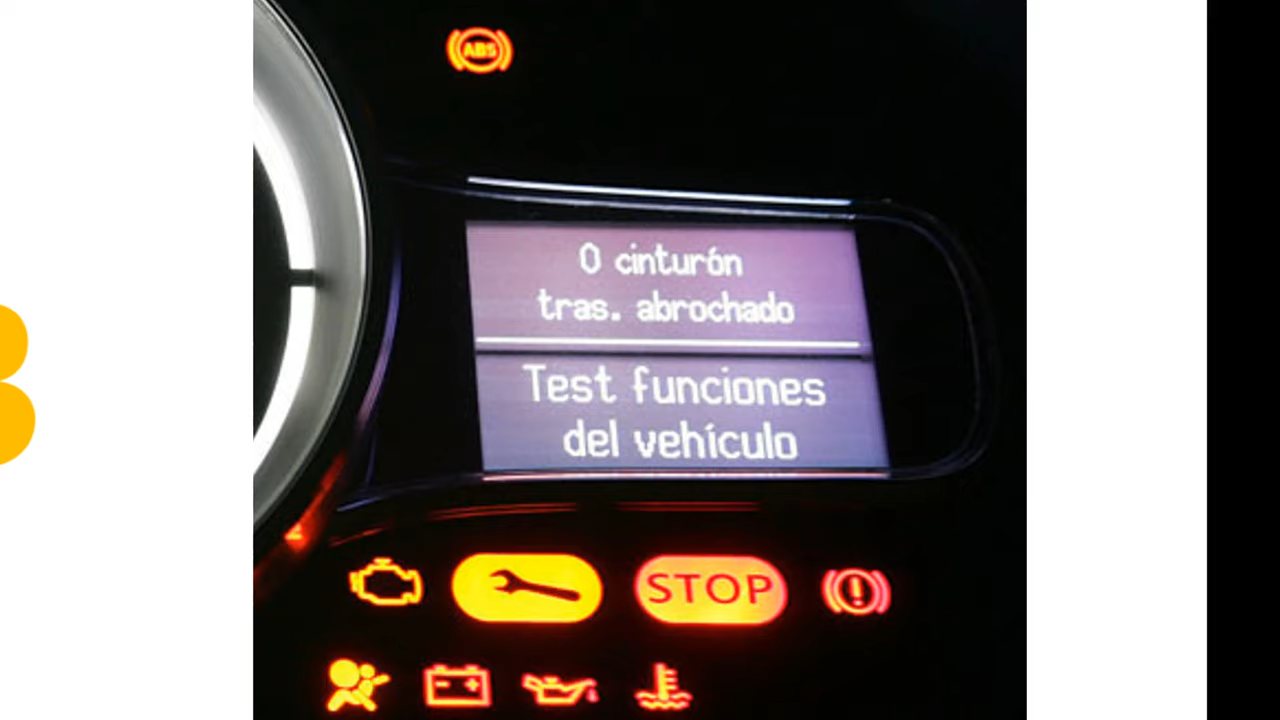 ABS
0 cinturón
tras. abrochado
Test funciones
del vehículo
STOP